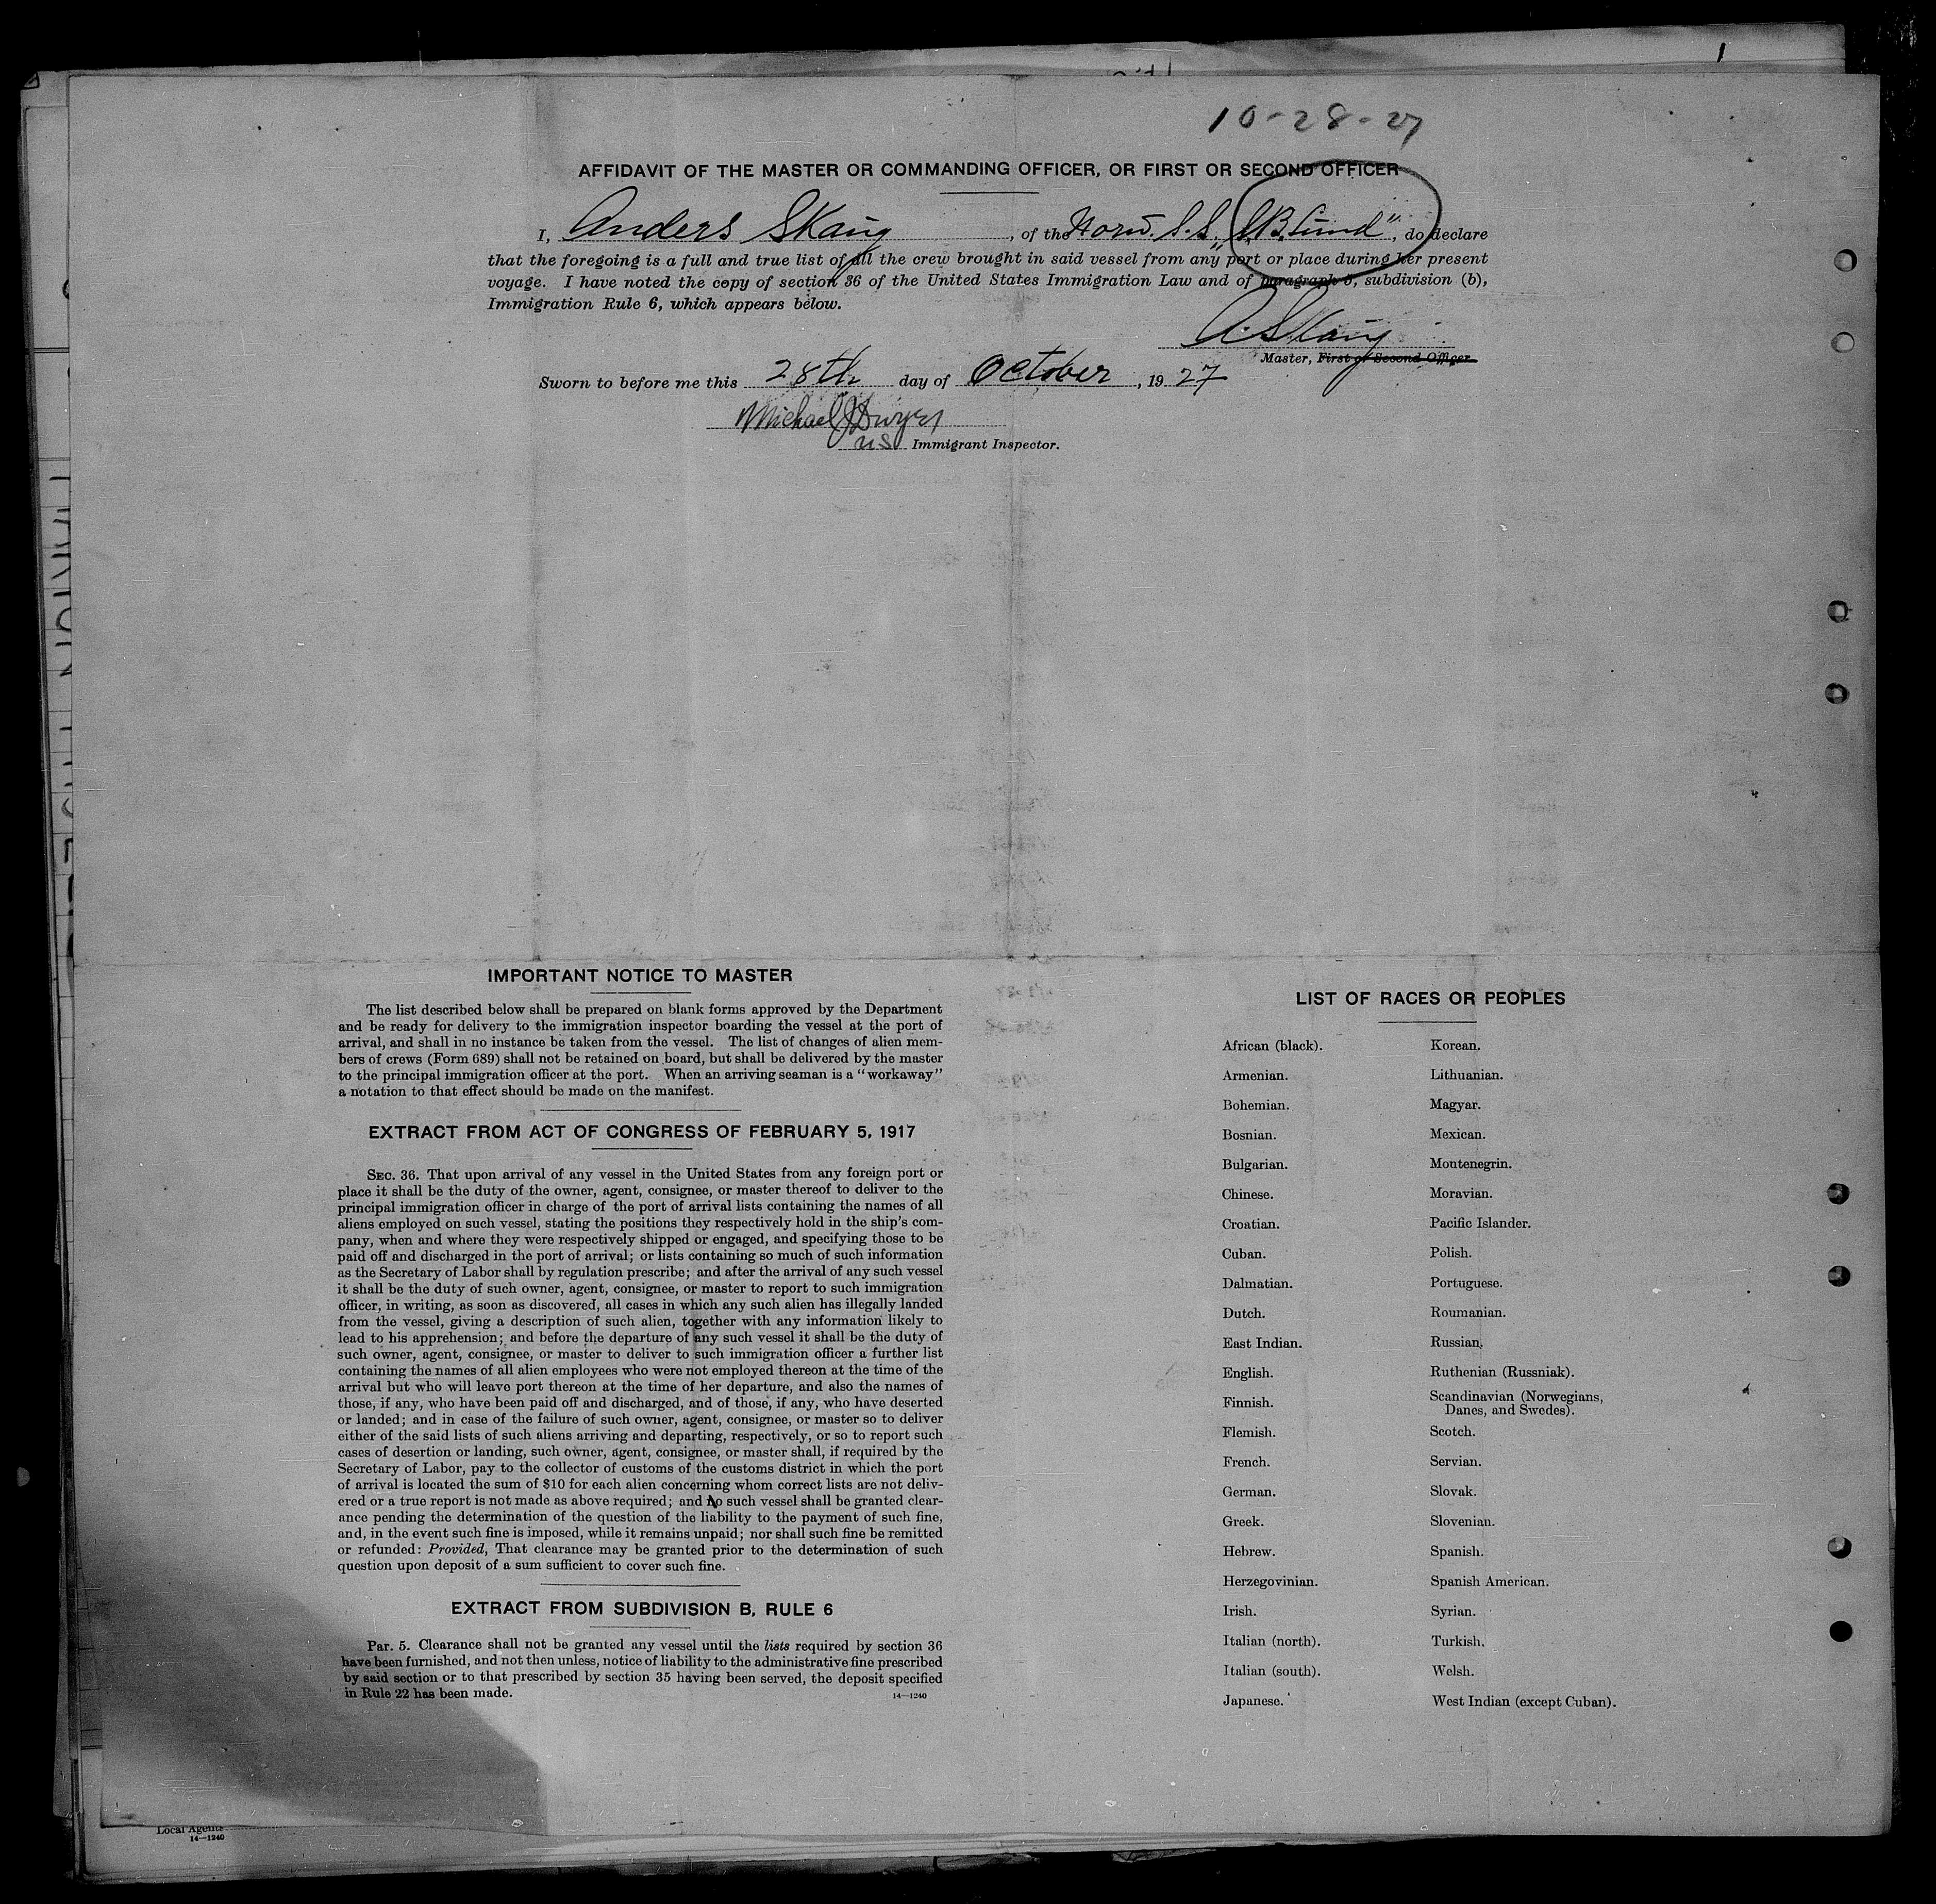 10-28-27
AFFIDAVIT OF THE MASTER OR COMMANDING OFFICER, OR FIRST OR SECOND OFFICER
I, Anders Skaug, of the Norw. S.S. „ B. Lund", do declare
that the foregoing is a full and true list of all the crew brought in said vessel from any port or place during her present
voyage. I have noted the copy of section 36 of the United States Immigration Law and of paragraph 5, subdivision (b),
Immigration Rule 6, which appears below.
A. Skaug
Master, First or Second Officer
Sworn to before me this 28th day of October, 1927
Michael J Dwyer
US Immigrant Inspector.
IMPORTANT NOTICE TO MASTER
The list described below shall be prepared on blank forms approved by the Department
and be ready for delivery to the immigration inspector boarding the vessel at the port of
arrival, and shall in no instance be taken from the vessel. The list of changes of alien mem-
bers of crews (Form 689) shall not be retained on board, but shall be delivered by the master
to the principal immigration officer at the port. When an arriving seaman is a "workaway"
a notation to that effect should be made on the manifest.
EXTRACT FROM ACT OF CONGRESS OF FEBRUARY 5, 1917
SEC. 36. That upon arrival of any vessel in the United States from any foreign port or
place it shall be the duty of the owner, agent, consignee, or master thereof to deliver to the
principal immigration officer in charge of the port of arrival lists containing the names of all
aliens employed on such vessel, stating the positions they respectively hold in the ship's com-
pany, when and where they were respectively shipped or engaged, and specifying those to be
paid off and discharged in the port of arrival; or lists containing so much of such information
as the Secretary of Labor shall by regulation prescribe; and after the arrival of any such vessel
it shall be the duty of such owner, agent, consignee, or master to report to such immigration
officer, in writing, as soon as discovered, all cases in which any such alien has illegally landed
from the vessel, giving a description of such alien, together with any information likely to
lead to his apprehension; and before the departure of any such vessel it shall be the duty of
such owner, agent, consignee, or master to deliver to such immigration officer a further list
containing the names of all alien employees who were not employed thereon at the time of the
arrival but who will leave port thereon at the time of her departure, and also the names of
those, if any, who have been paid off and discharged, and of those, if any, who have deserted
or landed; and in case of the failure of such owner, agent, consignee, or master so to deliver
either of the said lists of such aliens arriving and departing, respectively, or so to report such
cases of desertion or landing, such owner, agent, consignee, or master shall, if required by the
Secretary of Labor, pay to the collector of customs of the customs district in which the port
of arrival is located the sum of $10 for each alien concerning whom correct lists are not deliv-
ered or a true report is not made as above required; and no such vessel shall be granted clear-
ance pending the determination of the question of the liability to the payment of such fine,
and, in the event such fine is imposed, while it remains unpaid; nor shall such fine be remitted
or refunded: Provided, That clearance may be granted prior to the determination of such
question upon deposit of a sum sufficient to cover such fine.
EXTRACT FROM SUBDIVISION B, RULE 6
Par. 5. Clearance shall not be granted any vessel until the lists required by section 36
have been furnished, and not then unless, notice of liability to the administrative fine prescribed
by said section or to that prescribed by section 35 having been served, the deposit specified
in Rule 22 has been made.
14—1240
LIST OF RACES OR PEOPLES
African (black).
Armenian.
Bohemian.
Bosnian.
Bulgarian.
Chinese.
Croatian.
Cuban.
Dalmatian.
Dutch.
East Indian.
English.
Finnish.
Flemish.
French.
German.
Greek.
Hebrew.
Herzegovinian.
Irish.
Italian (north).
Italian (south).
Japanese.
Korean.
Lithuanian.
Magyar.
Mexican.
Montenegrin.
Moravian.
Pacific Islander.
Polish.
Portuguese.
Roumanian.
Russian.
Ruthenian (Russniak).
Scandinavian (Norwegians,
Danes, and Swedes).
Scotch.
Servian.
Slovak.
Slovenian.
Spanish.
Spanish American.
Syrian.
Turkish.
Welsh.
West Indian (except Cuban).
Local Agents
14—1240